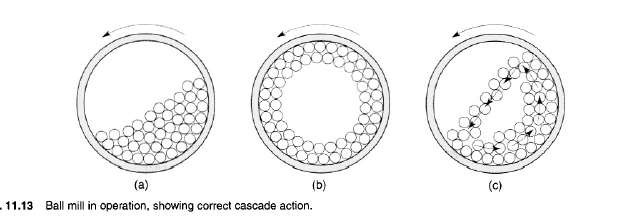 (a) (b) (c)
. 11.13 Ball mill in operation, showing correct cascade action.